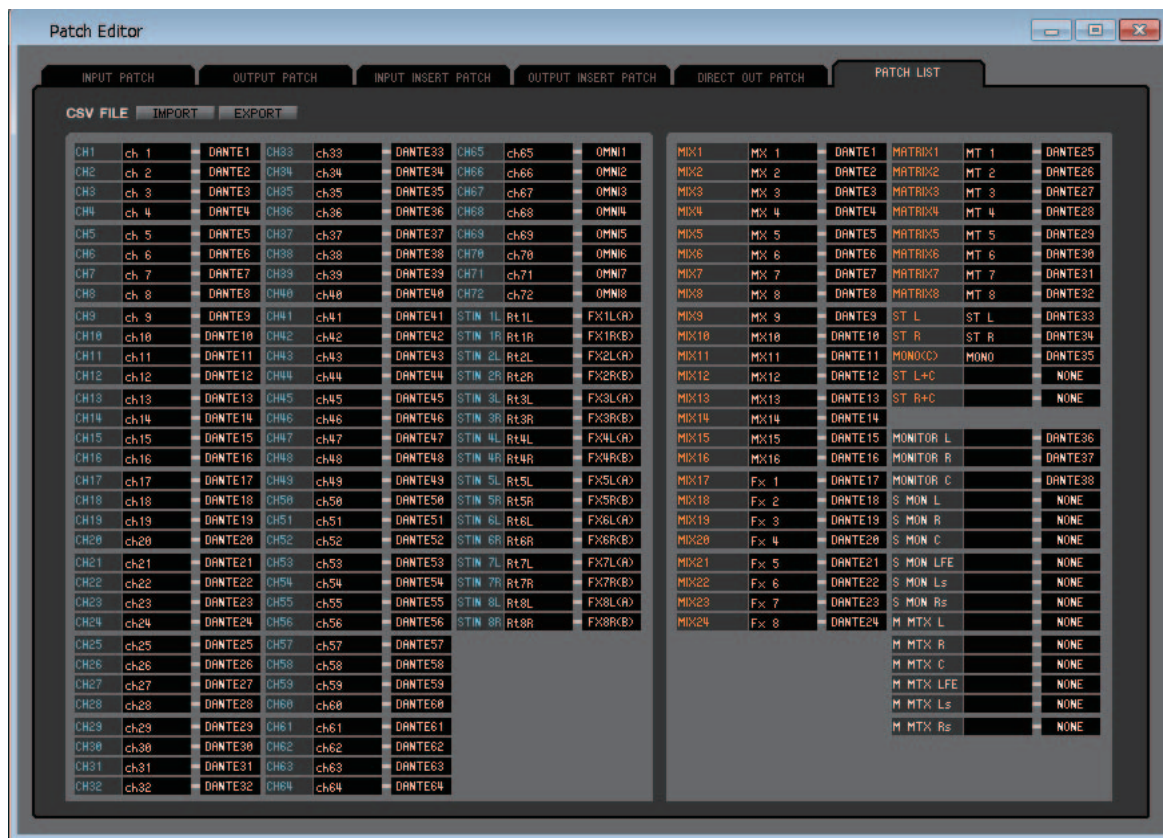 Patch Editor
INPUT PATCH OUTPUT PATCH INPUT INSERT PATCH OUTPUT INSERT PATCH DIRECT OUT PATCH PATCH LIST
CSV FILE IMPORT EXPORT
CH1 ch 1 DANTE1 CH33 ch33 DANTE33 CH65 ch65 OMNI1 MIX1 MX 1 DANTE1 MATRIX1 MT 1 DANTE25
CH2 ch 2 DANTE2 CH34 ch34 DANTE34 CH66 ch66 OMNI2 MIX2 MX 2 DANTE2 MATRIX2 MT 2 DANTE26
CH3 ch 3 DANTE3 CH35 ch35 DANTE35 CH67 ch67 OMNI3 MIX3 MX 3 DANTE3 MATRIX3 MT 3 DANTE27
CH4 ch 4 DANTE4 CH36 ch36 DANTE36 CH68 ch68 OMNI4 MIX4 MX 4 DANTE4 MATRIX4 MT 4 DANTE28
CH5 ch 5 DANTE5 CH37 ch37 DANTE37 CH69 ch69 OMNI5 MIX5 MX 5 DANTE5 MATRIX5 MT 5 DANTE29
CH6 ch 6 DANTE6 CH38 ch38 DANTE38 CH70 ch70 OMNI6 MIX6 MX 6 DANTE6 MATRIX6 MT 6 DANTE30
CH7 ch 7 DANTE7 CH39 ch39 DANTE39 CH71 ch71 OMNI7 MIX7 MX 7 DANTE7 MATRIX7 MT 7 DANTE31
CH8 ch 8 DANTE8 CH40 ch40 DANTE40 CH72 ch72 OMNI8 MIX8 MX 8 DANTE8 MATRIX8 MT 8 DANTE32
CH9 ch 9 DANTE9 CH41 ch41 DANTE41 STIN 1L Rt1L FX1L(A) MIX9 MX 9 DANTE9 ST L ST L DANTE33
CH10 ch10 DANTE10 CH42 ch42 DANTE42 STIN 1R Rt1R FX1R(B) MIX10 MX10 DANTE10 ST R ST R DANTE34
CH11 ch11 DANTE11 CH43 ch43 DANTE43 STIN 2L Rt2L FX2L(A) MIX11 MX11 DANTE11 MONO(C) MONO DANTE35
CH12 ch12 DANTE12 CH44 ch44 DANTE44 STIN 2R Rt2R FX2R(B) MIX12 MX12 DANTE12 ST L+C NONE
CH13 ch13 DANTE13 CH45 ch45 DANTE45 STIN 3L Rt3L FX3L(A) MIX13 MX13 DANTE13 ST R+C NONE
CH14 ch14 DANTE14 CH46 ch46 DANTE46 STIN 3R Rt3R FX3R(B) MIX14 MX14 DANTE14
CH15 ch15 DANTE15 CH47 ch47 DANTE47 STIN 4L Rt4L FX4L(A) MIX15 MX15 DANTE15 MONITOR L DANTE36
CH16 ch16 DANTE16 CH48 ch48 DANTE48 STIN 4R Rt4R FX4R(B) MIX16 MX16 DANTE16 MONITOR R DANTE37
CH17 ch17 DANTE17 CH49 ch49 DANTE49 STIN 5L Rt5L FX5L(A) MIX17 Fx 1 DANTE17 MONITOR C DANTE38
CH18 ch18 DANTE18 CH50 ch50 DANTE50 STIN 5R Rt5R FX5R(B) MIX18 Fx 2 DANTE18 S MON L NONE
CH19 ch19 DANTE19 CH51 ch51 DANTE51 STIN 6L Rt6L FX6L(A) MIX19 Fx 3 DANTE19 S MON R NONE
CH20 ch20 DANTE20 CH52 ch52 DANTE52 STIN 6R Rt6R FX6R(B) MIX20 Fx 4 DANTE20 S MON C NONE
CH21 ch21 DANTE21 CH53 ch53 DANTE53 STIN 7L Rt7L FX7L(A) MIX21 Fx 5 DANTE21 S MON LFE NONE
CH22 ch22 DANTE22 CH54 ch54 DANTE54 STIN 7R Rt7R FX7R(B) MIX22 Fx 6 DANTE22 S MON Ls NONE
CH23 ch23 DANTE23 CH55 ch55 DANTE55 STIN 8L Rt8L FX8L(A) MIX23 Fx 7 DANTE23 S MON Rs NONE
CH24 ch24 DANTE24 CH56 ch56 DANTE56 STIN 8R Rt8R FX8R(B) MIX24 Fx 8 DANTE24 M MTX L NONE
CH25 ch25 DANTE25 CH57 ch57 DANTE57 M MTX R NONE
CH26 ch26 DANTE26 CH58 ch58 DANTE58 M MTX C NONE
CH27 ch27 DANTE27 CH59 ch59 DANTE59 M MTX LFE NONE
CH28 ch28 DANTE28 CH60 ch60 DANTE60 M MTX Ls NONE
CH29 ch29 DANTE29 CH61 ch61 DANTE61 M MTX Rs NONE
CH30 ch30 DANTE30 CH62 ch62 DANTE62
CH31 ch31 DANTE31 CH63 ch63 DANTE63
CH32 ch32 DANTE32 CH64 ch64 DANTE64